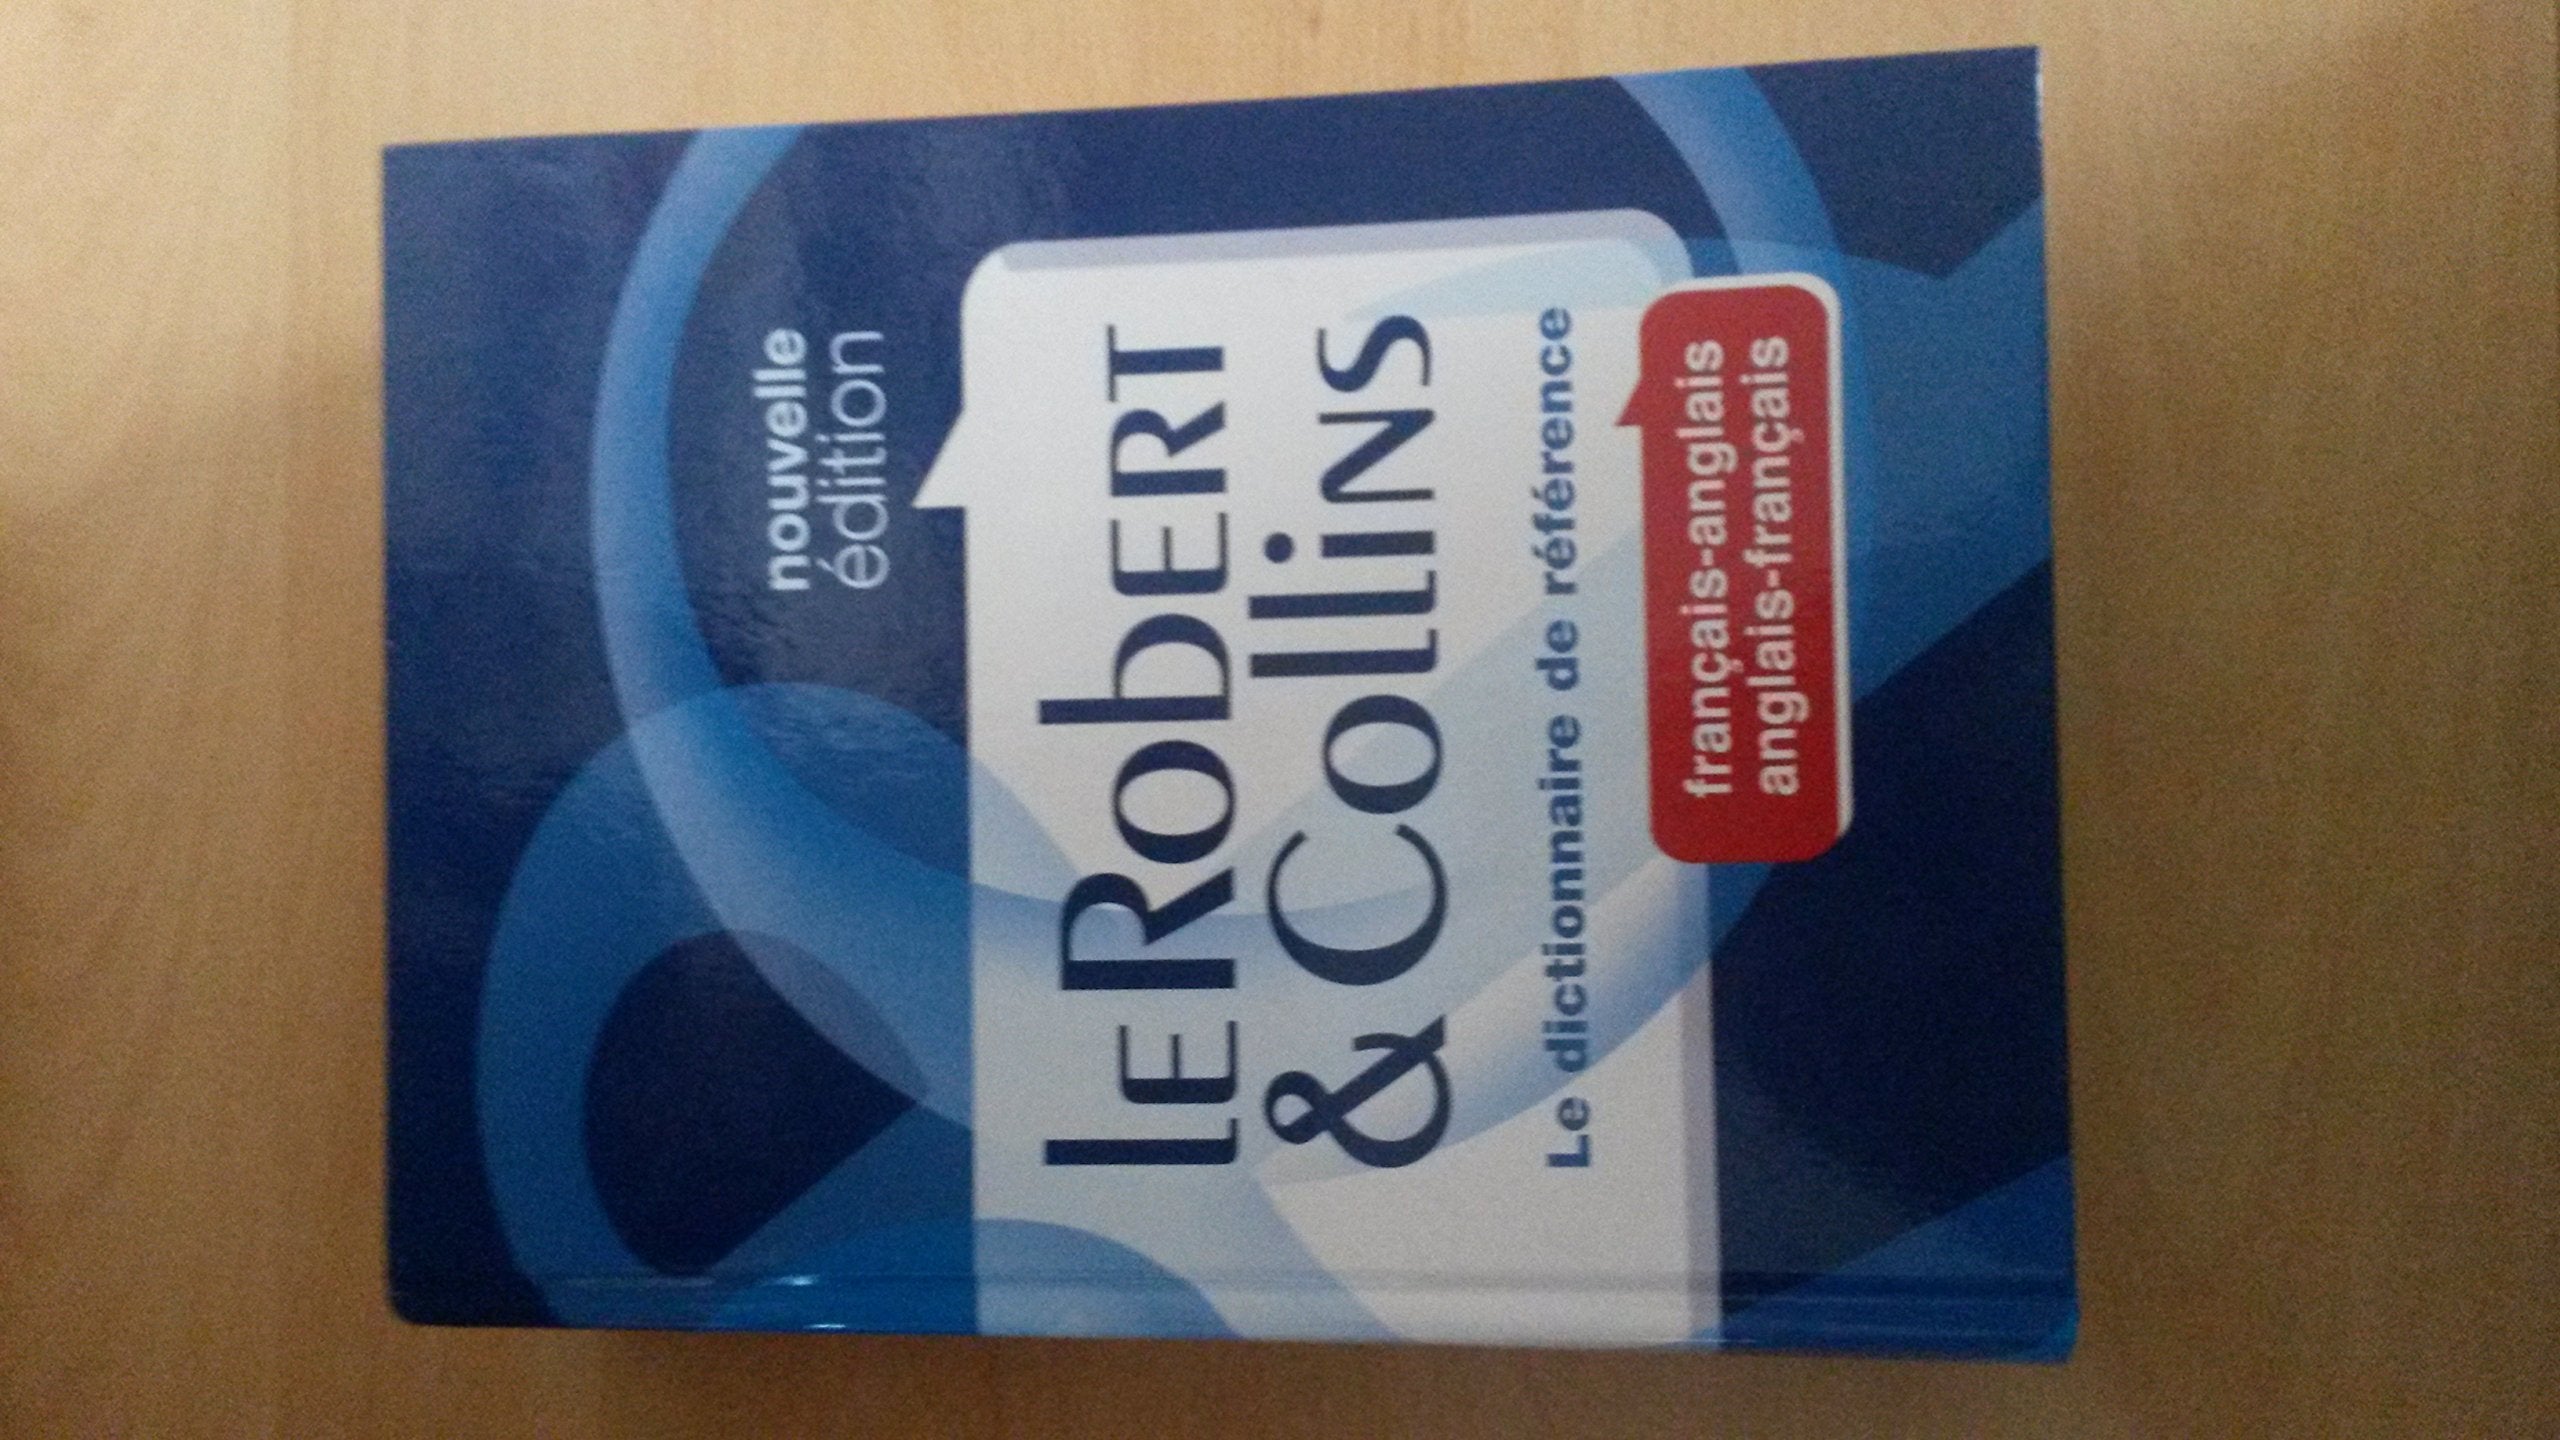 nouvelle
édition
LE ROBERT
& Collins
Le dictionnaire de référence
français-anglais
anglais-français